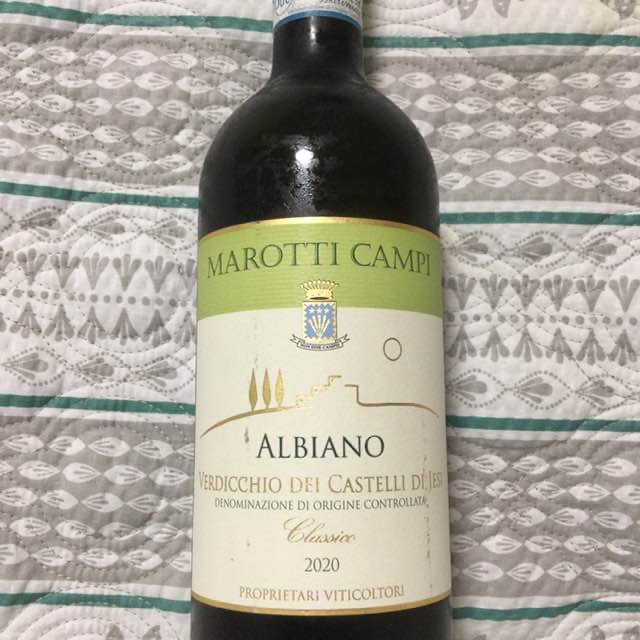 MAROTTI CAMPI
ALBIANO
VERDICCHIO DEI CASTELLI DI JESI
DENOMINAZIONE DI ORIGINE CONTROLLATA
Classico
2020
PROPRIETARI VITICOLTORI